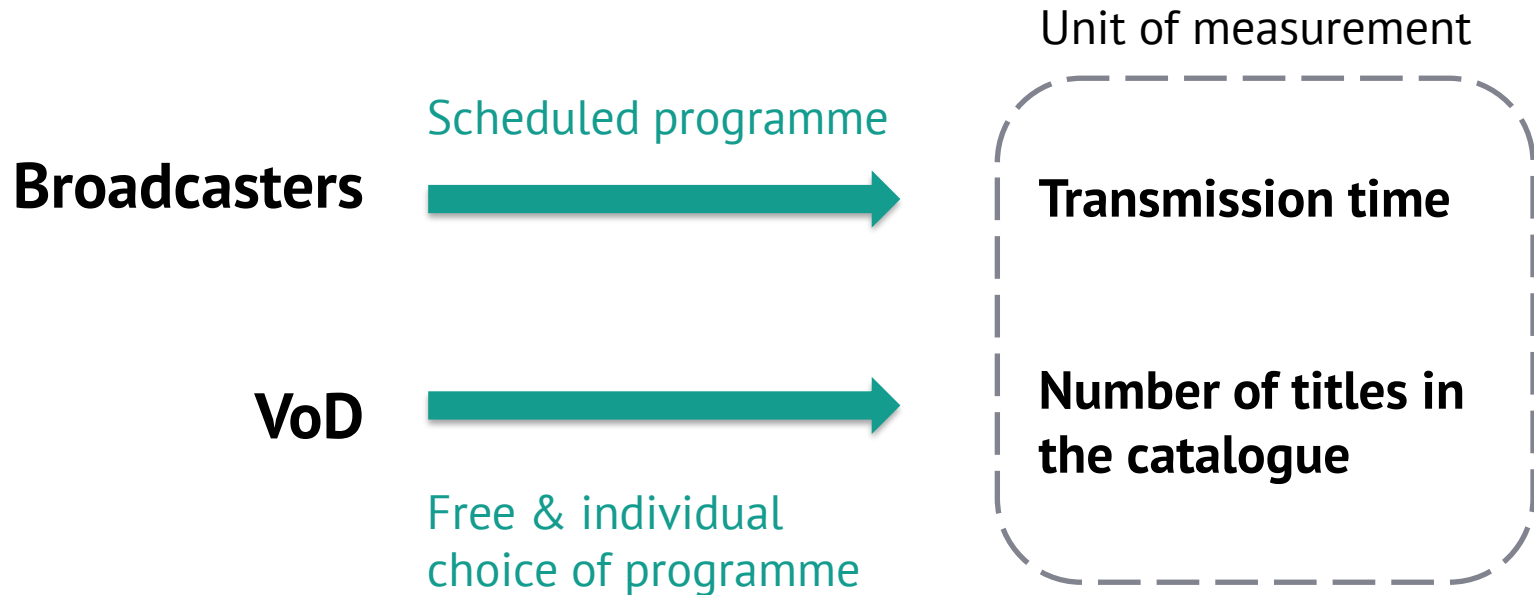 Unit of measurement
Scheduled programme
Broadcasters
Transmission time
VoD
Number of titles in
the catalogue
Free & individual
choice of programme